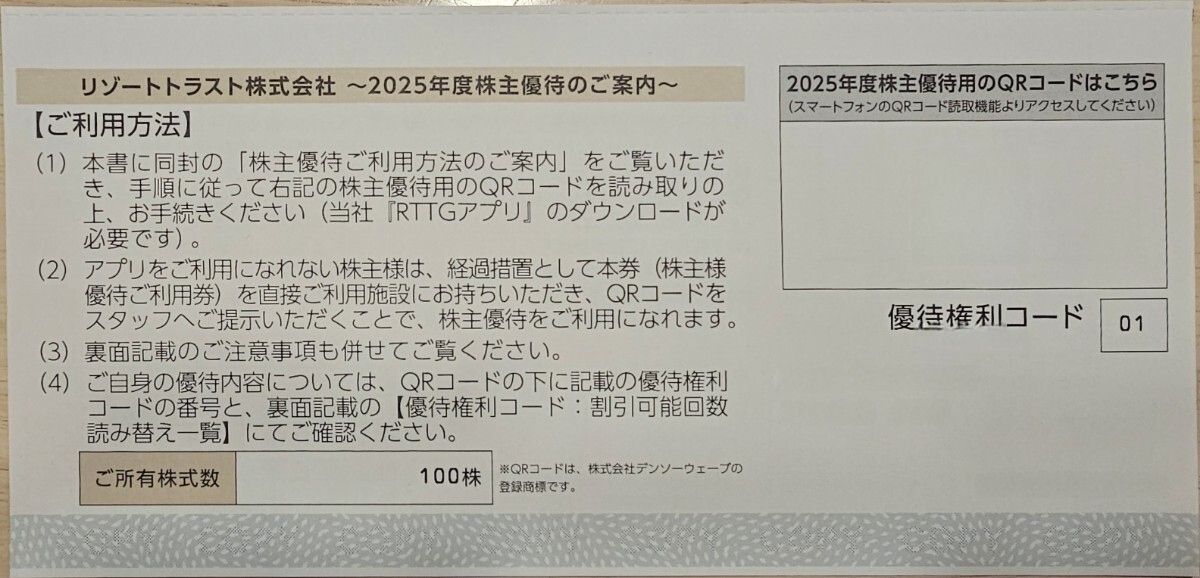 リゾートトラスト株式会社 ～2025年度株主優待のご案内～
【ご利用方法】
(1) 本書に同封の「株主優待ご利用方法のご案内」をご覧いただ
き、手順に従って右記の株主優待用のQRコードを読み取りの
上、お手続きください（当社『RTTGアプリ』のダウンロードが
必要です）。
(2) アプリをご利用になれない株主様は、経過措置として本券（株主様
優待ご利用券）を直接ご利用施設にお持ちいただき、QRコードを
スタッフへご提示いただくことで、株主優待をご利用になれます。
(3) 裏面記載のご注意事項も併せてご覧ください。
(4) ご自身の優待内容については、QRコードの下に記載の優待権利
コードの番号と、裏面記載の【優待権利コード：割引可能回数
読み替え一覧】にてご確認ください。
ご所有株式数 100株
※QRコードは、株式会社デンソーウェーブの
登録商標です。
2025年度株主優待用のQRコードはこちら
（スマートフォンのQRコード読取機能よりアクセスしてください）
優待権利コード 01